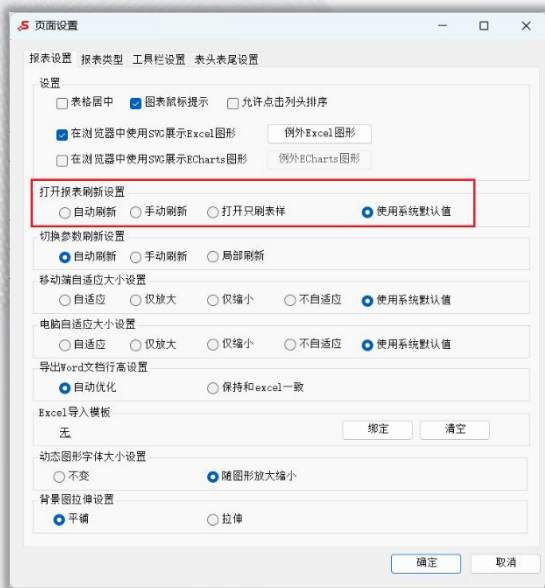 页面设置
报表设置 报表类型 工具栏设置 表头表尾设置
设置
表格居中 图表鼠标提示 允许点击列头排序
在浏览器中使用SVG展示Excel图形 例外Excel图形
在浏览器中使用SVG展示ECharts图形 例外ECharts图形
打开报表刷新设置
自动刷新 手动刷新 打开只刷表样 使用系统默认值
切换参数刷新设置
自动刷新 手动刷新 局部刷新
移动端自适应大小设置
自适应 仅放大 仅缩小 不自适应 使用系统默认值
电脑自适应大小设置
自适应 仅放大 仅缩小 不自适应 使用系统默认值
导出Word文档行高设置
自动优化 保持和excel一致
Excel导入模板
无 绑定 清空
动态图形字体大小设置
不变 随图形放大缩小
背景图拉伸设置
平铺 拉伸
确定 取消